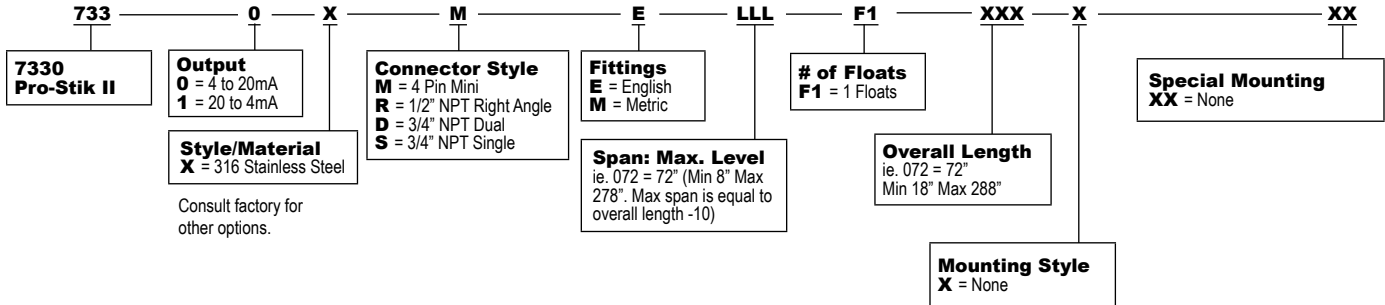 733 0 X M E LLL F1 XXX X XX
7330
Pro-Stik II
Output
0 = 4 to 20mA
1 = 20 to 4mA
Style/Material
X = 316 Stainless Steel
Consult factory for
other options.
Connector Style
M = 4 Pin Mini
R = 1/2" NPT Right Angle
D = 3/4" NPT Dual
S = 3/4" NPT Single
Fittings
E = English
M = Metric
Span: Max. Level
ie. 072 = 72" (Min 8" Max
278". Max span is equal to
overall length -10)
# of Floats
F1 = 1 Floats
Overall Length
ie. 072 = 72"
Min 18" Max 288"
Mounting Style
X = None
Special Mounting
XX = None